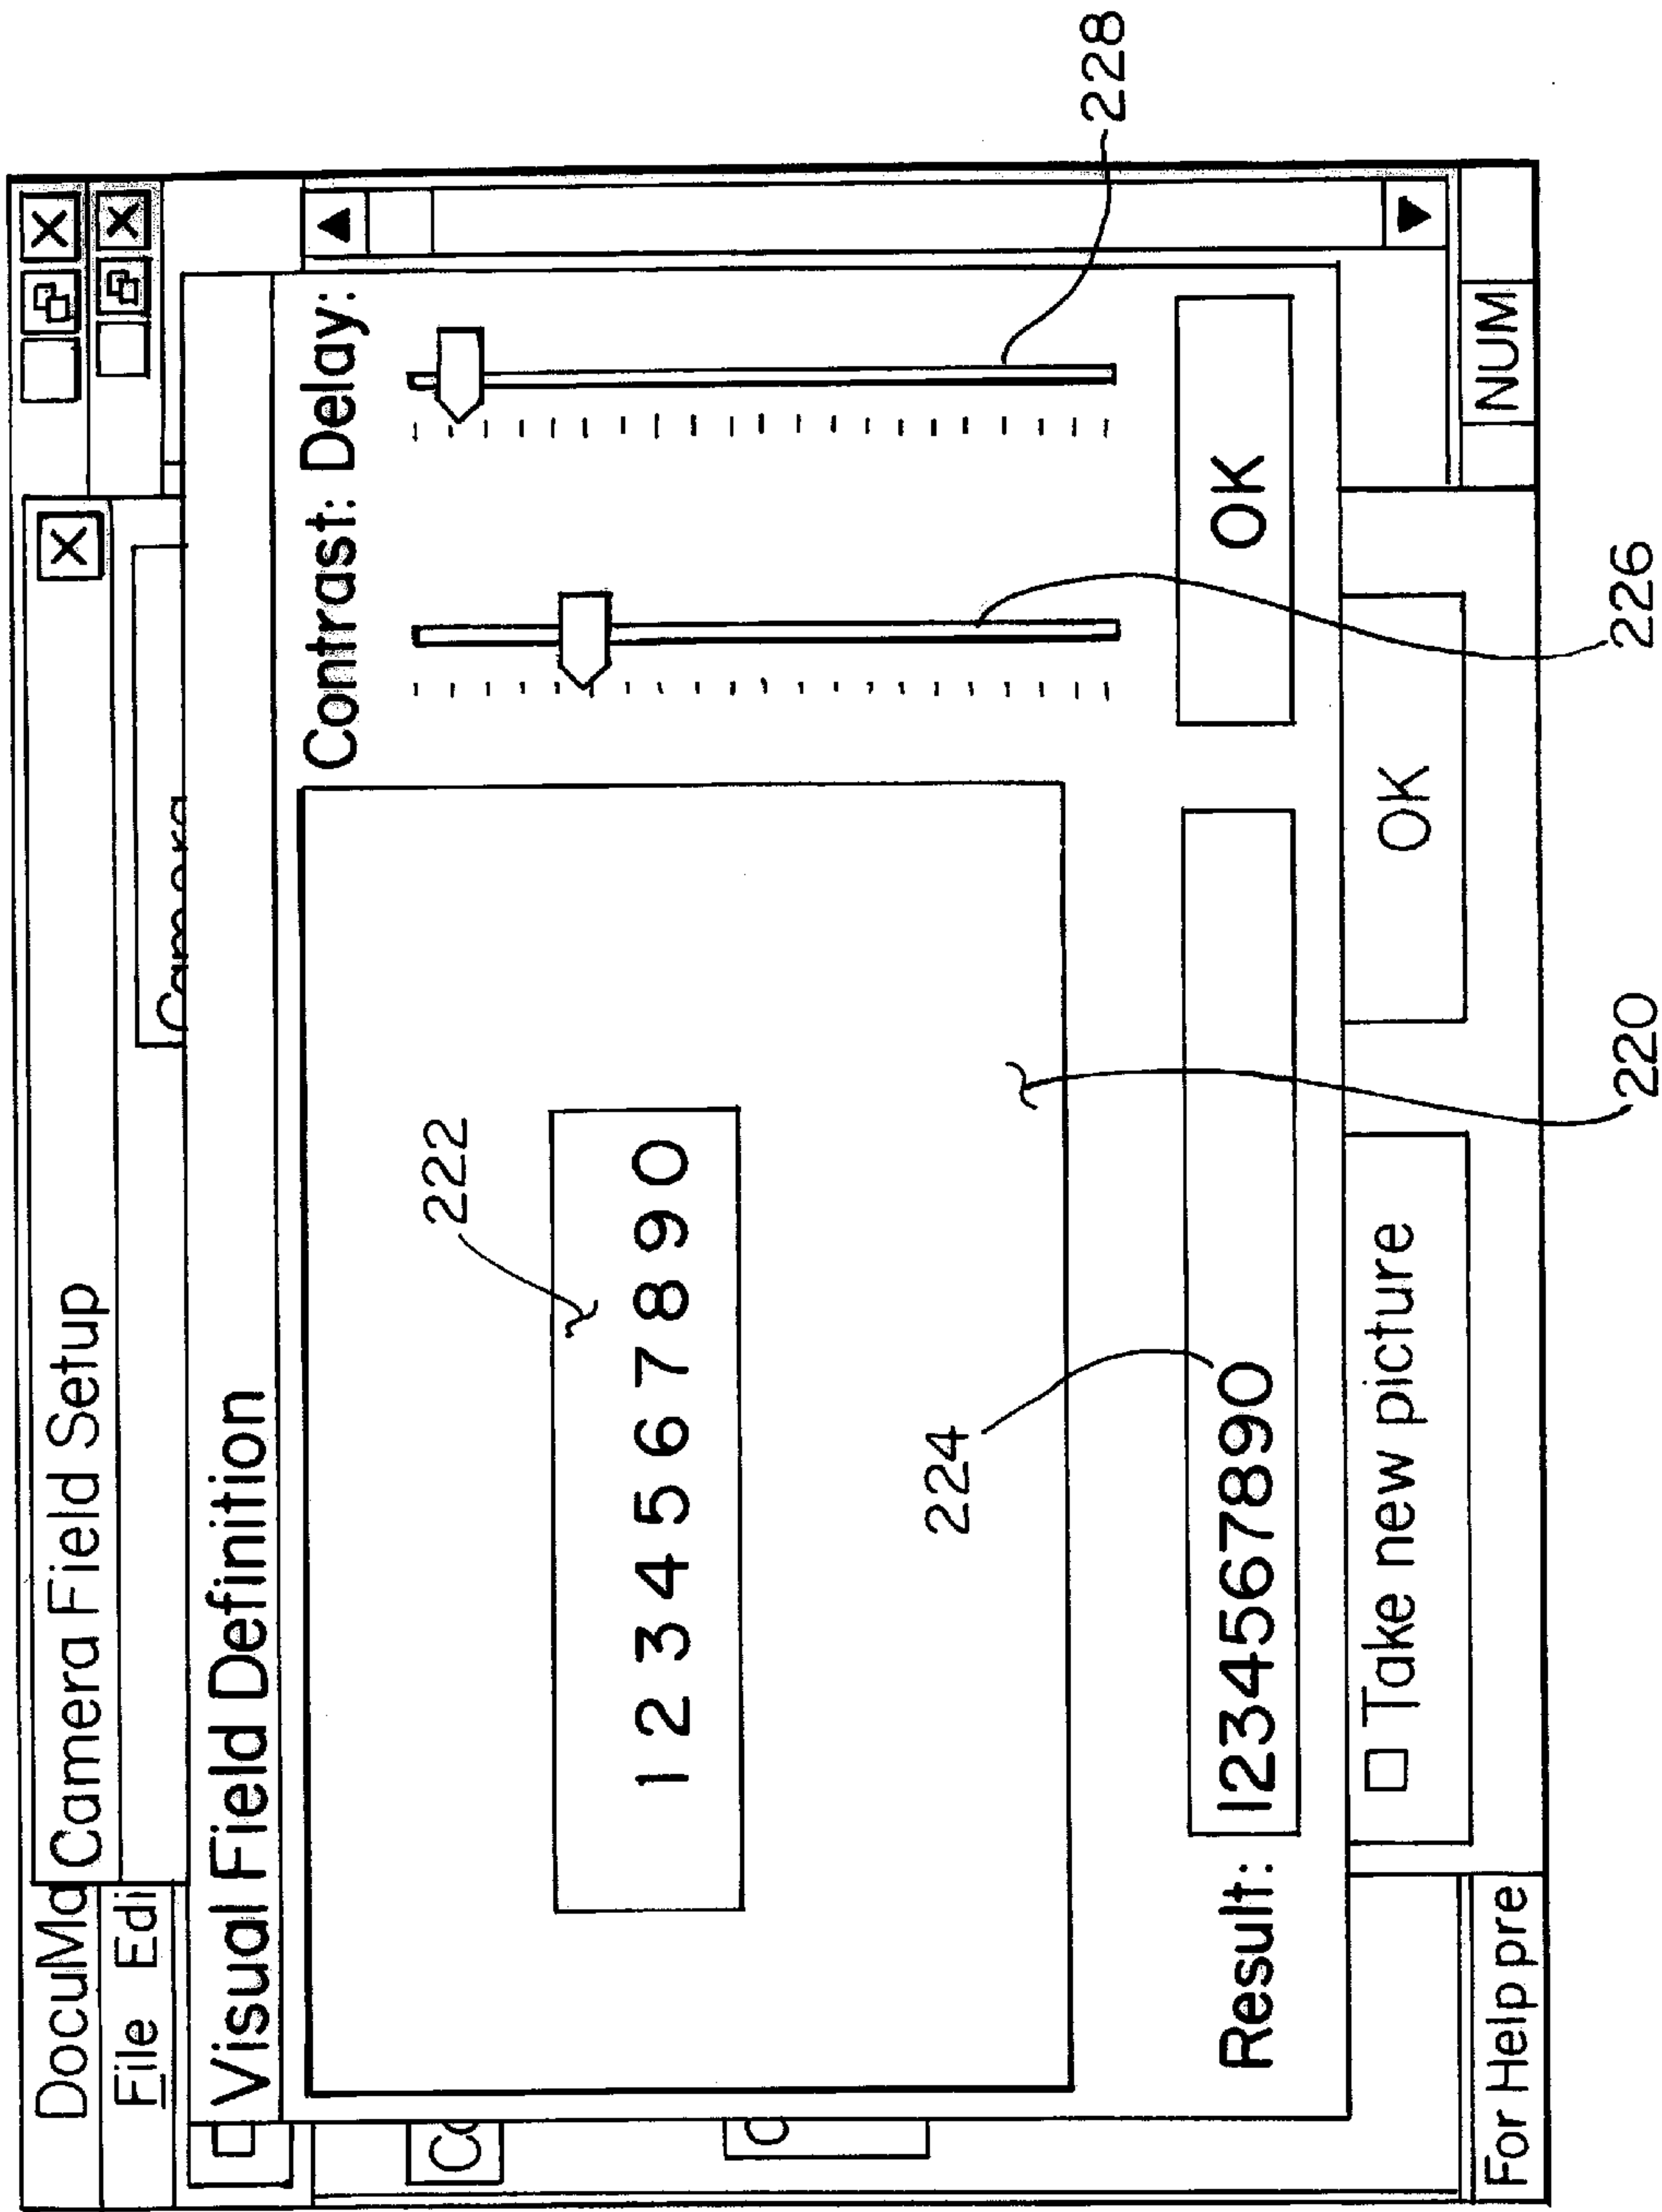 DocuMa
Camera Field Setup
File Edi
Camera
Visual Field Definition
Contrast: Delay:
222
1 2 3 4 5 6 7 8 9 0
228
224
Result: 1234567890
OK
Take new picture
OK
For Help pre
NUM
220
226